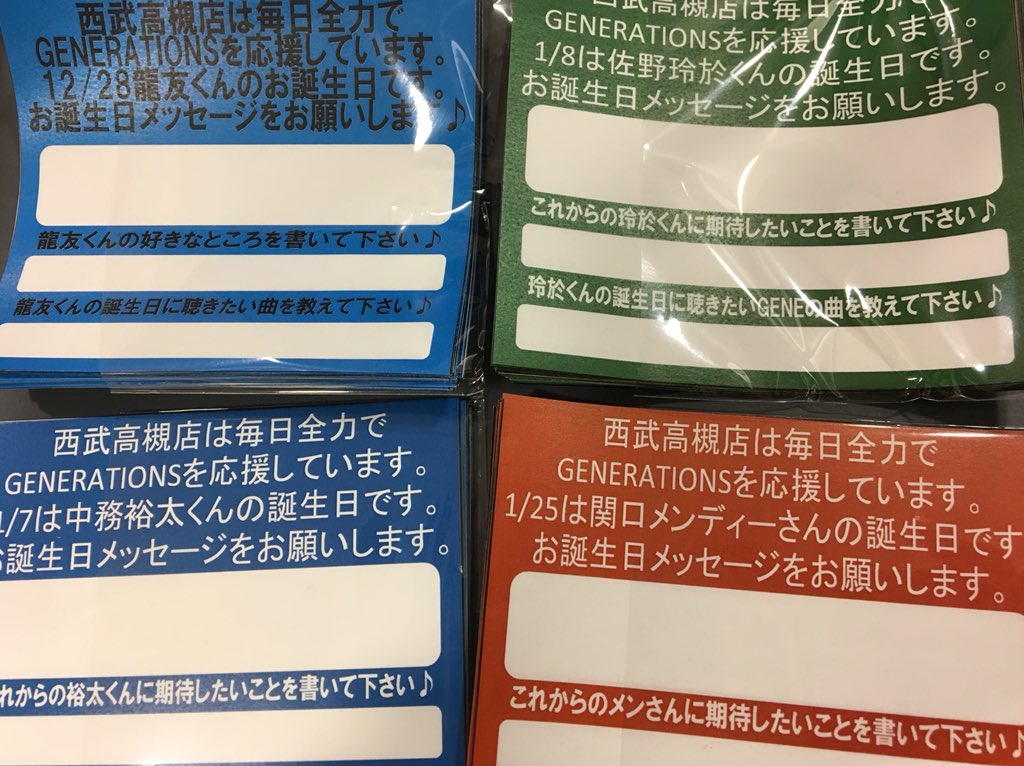 西武高槻店は毎日全力で
GENERATIONSを応援しています。
12/28龍友くんのお誕生日です。
お誕生日メッセージをお願いします♪
龍友くんの好きなところを書いて下さい♪
龍友くんの誕生日に聴きたい曲を教えて下さい♪
西武高槻店は毎日全力で
GENERATIONSを応援しています。
1/8は佐野玲於くんの誕生日です。
お誕生日メッセージをお願いします。
これからの玲於くんに期待したいことを書いて下さい♪
玲於くんの誕生日に聴きたいGENEの曲を教えて下さい♪
西武高槻店は毎日全力で
GENERATIONSを応援しています。
1/7は中務裕太くんの誕生日です。
お誕生日メッセージをお願いします。
れからの裕太くんに期待したいことを書いて下さい♪
西武高槻店は毎日全力で
GENERATIONSを応援しています。
1/25は関口メンディーさんの誕生日です
お誕生日メッセージをお願いします。
これからのメンさんに期待したいことを書いて下さい♪